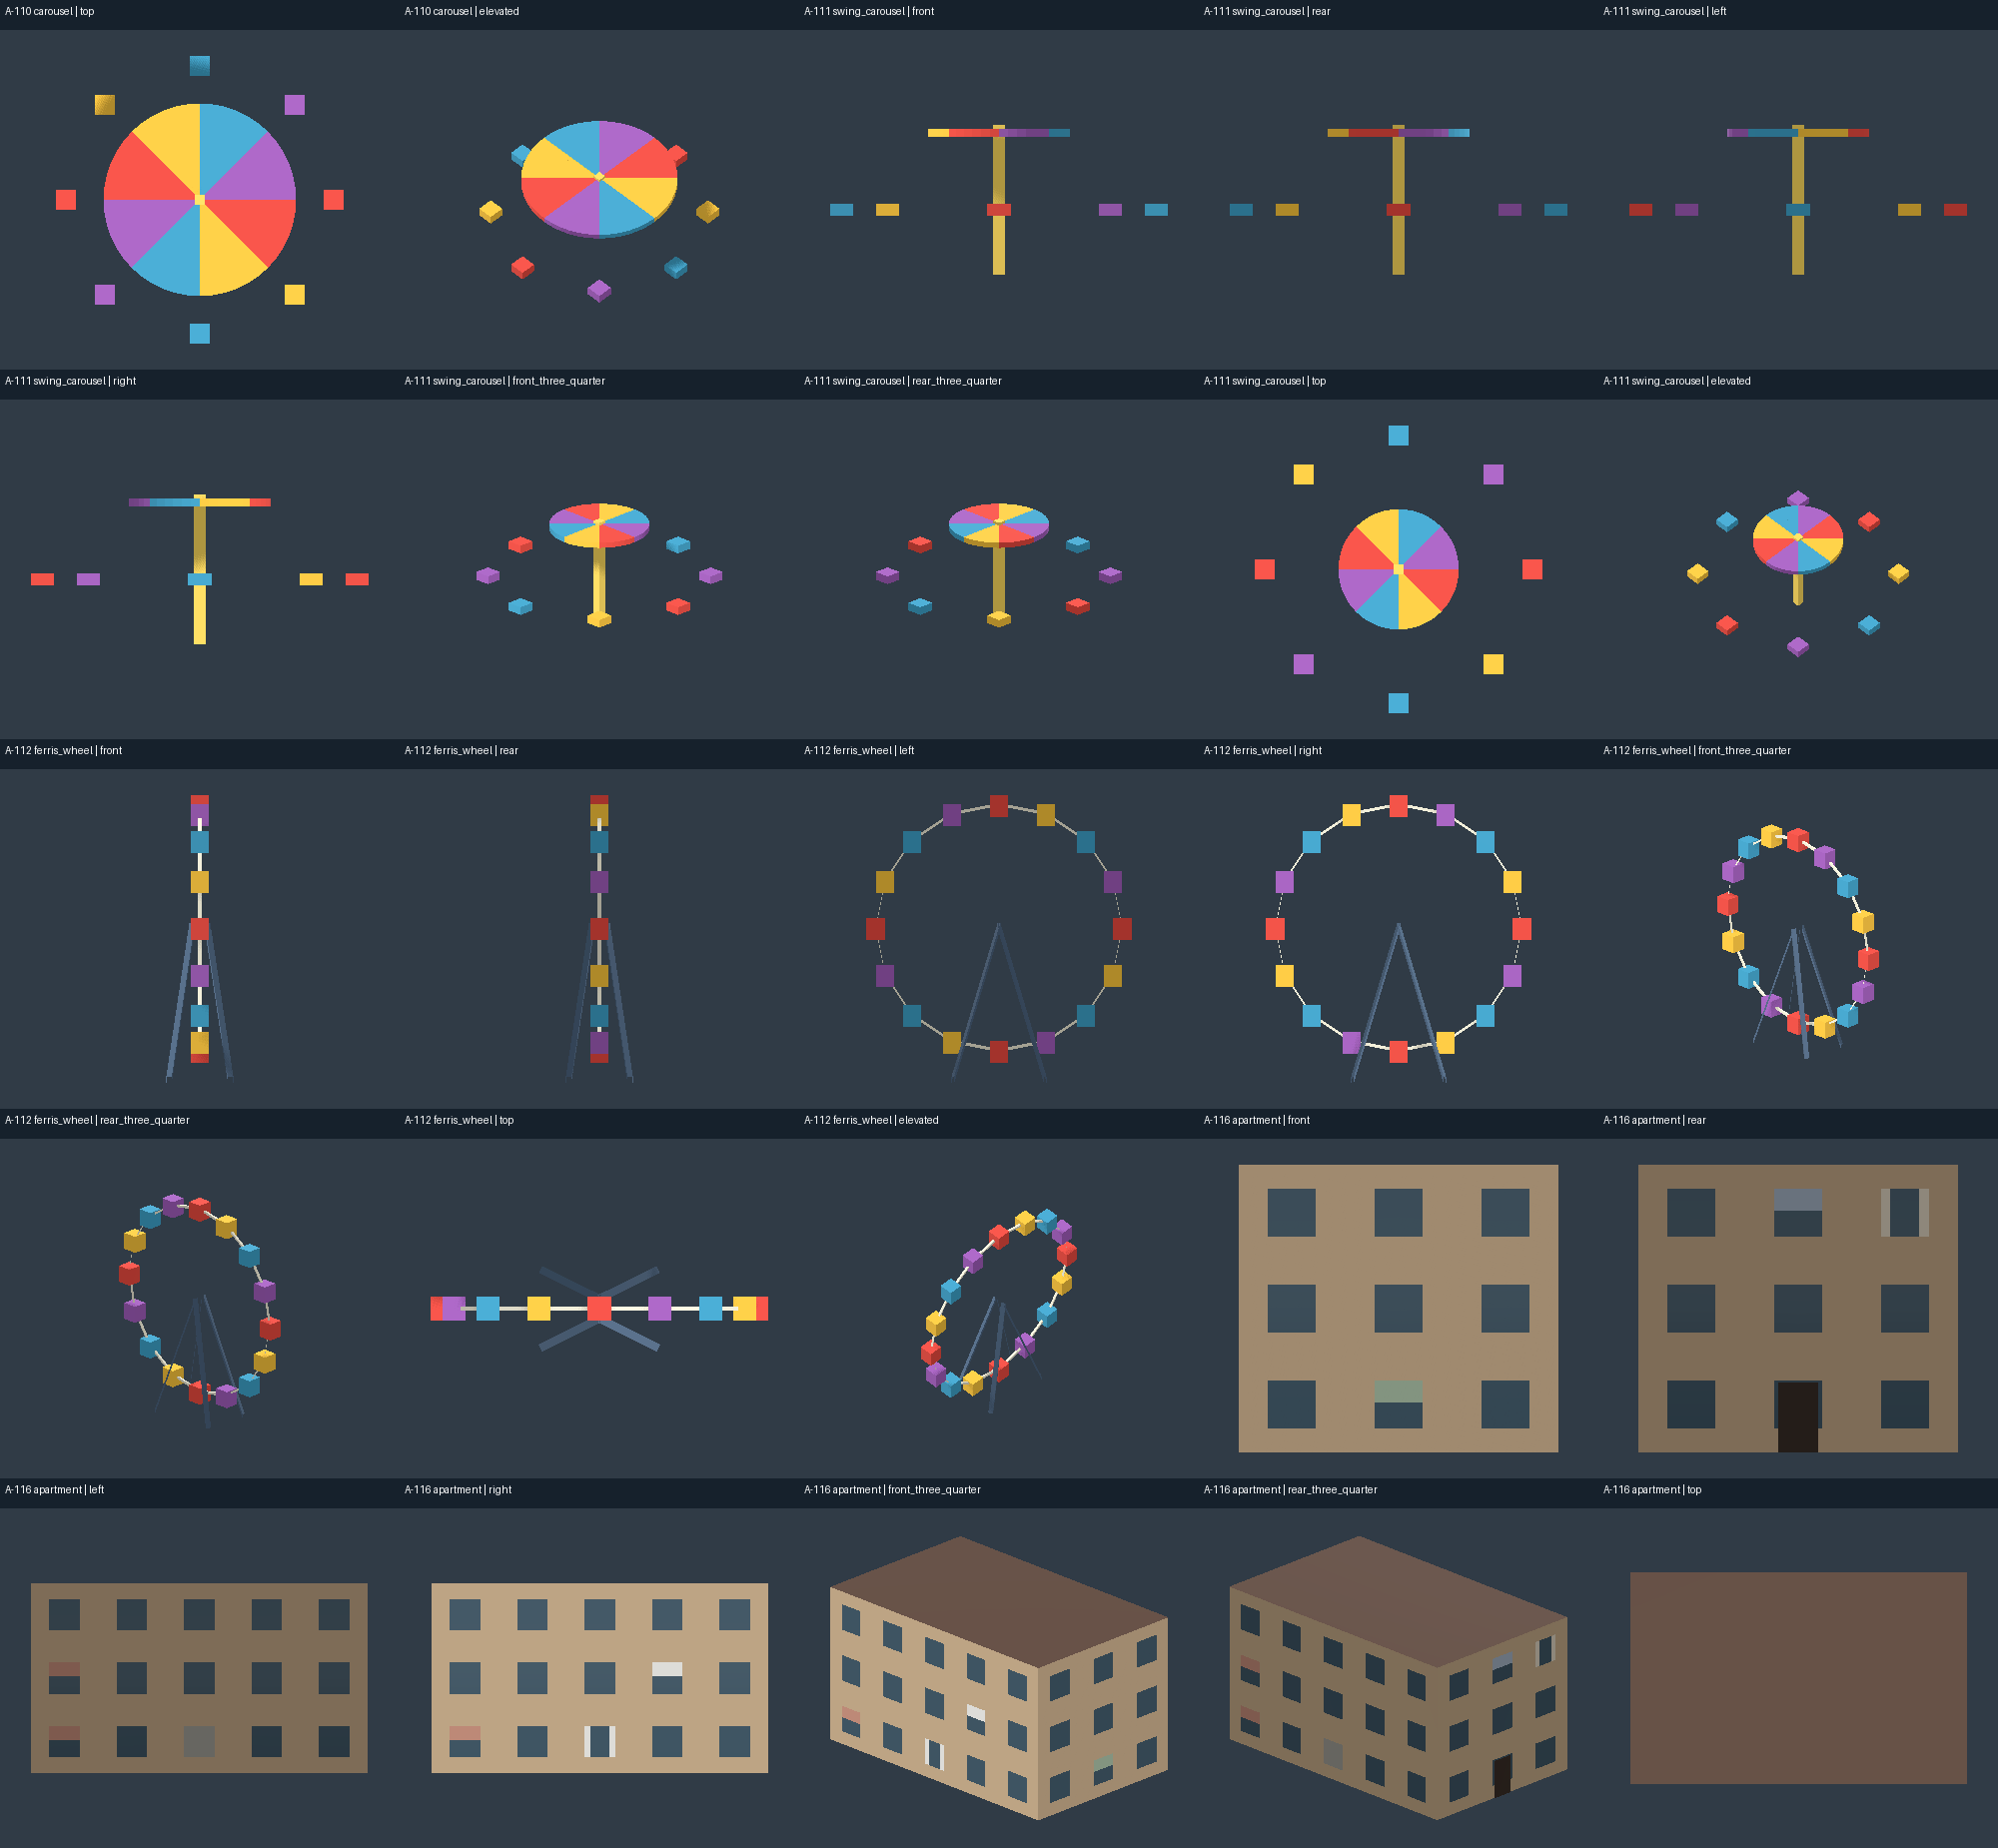 A-110 carousel | top
A-110 carousel | elevated
A-111 swing_carousel | front
A-111 swing_carousel | rear
A-111 swing_carousel | left
A-111 swing_carousel | right
A-111 swing_carousel | front_three_quarter
A-111 swing_carousel | rear_three_quarter
A-111 swing_carousel | top
A-111 swing_carousel | elevated
A-112 ferris_wheel | front
A-112 ferris_wheel | rear
A-112 ferris_wheel | left
A-112 ferris_wheel | right
A-112 ferris_wheel | front_three_quarter
A-112 ferris_wheel | rear_three_quarter
A-112 ferris_wheel | top
A-112 ferris_wheel | elevated
A-116 apartment | front
A-116 apartment | rear
A-116 apartment | left
A-116 apartment | right
A-116 apartment | front_three_quarter
A-116 apartment | rear_three_quarter
A-116 apartment | top